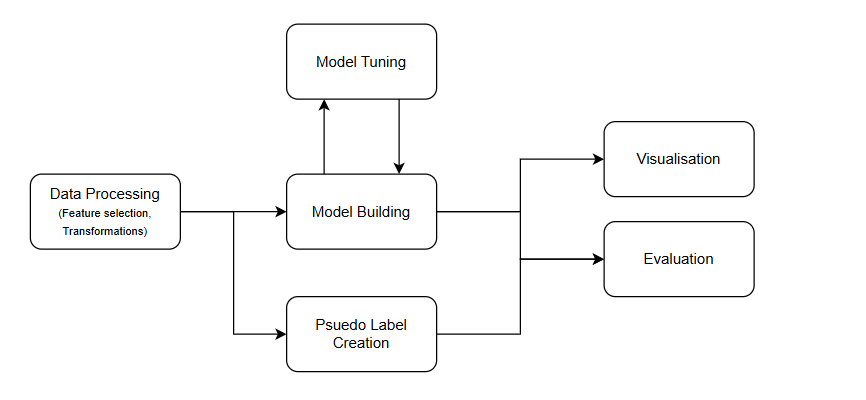 Model Tuning
Data Processing
(Feature selection,
Transformations)
Model Building
Psuedo Label
Creation
Visualisation
Evaluation